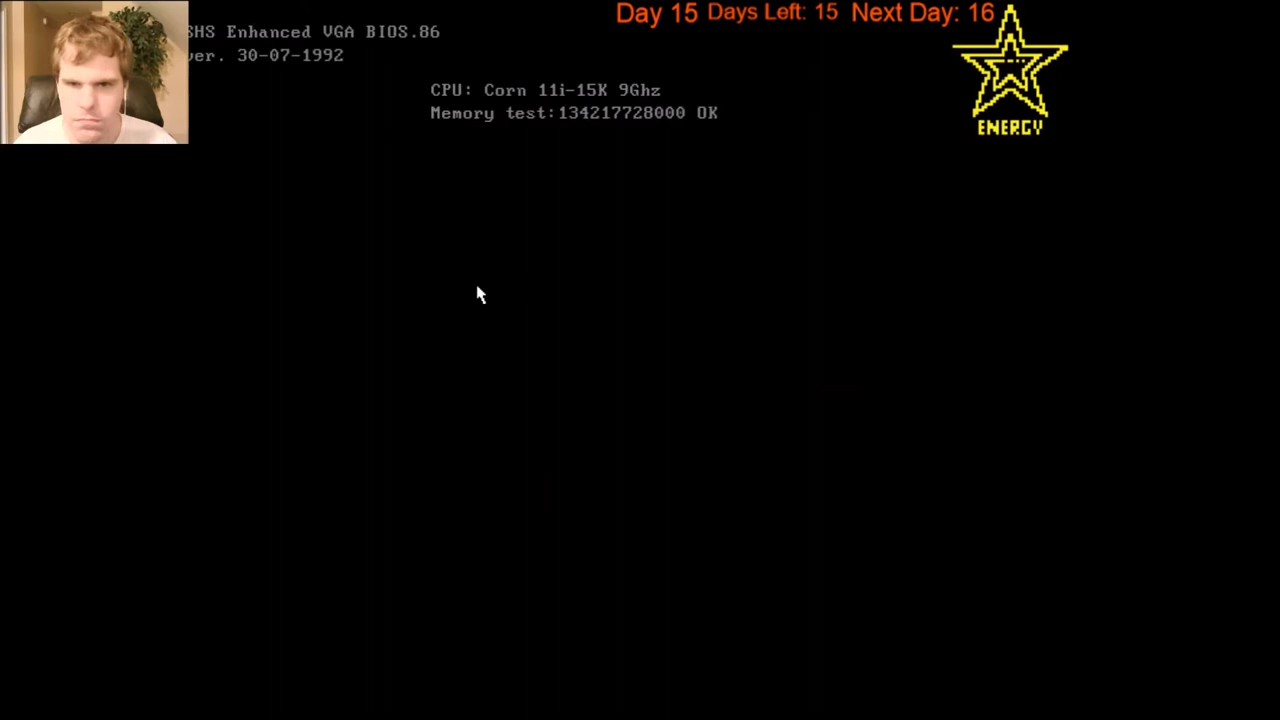 Day 15 Days Left: 15 Next Day: 16
SHS Enhanced VGA BIOS.86
ver. 30-07-1992
CPU: Corn 11i-15K 9Ghz
Memory test:134217728000 OK
ENERGY